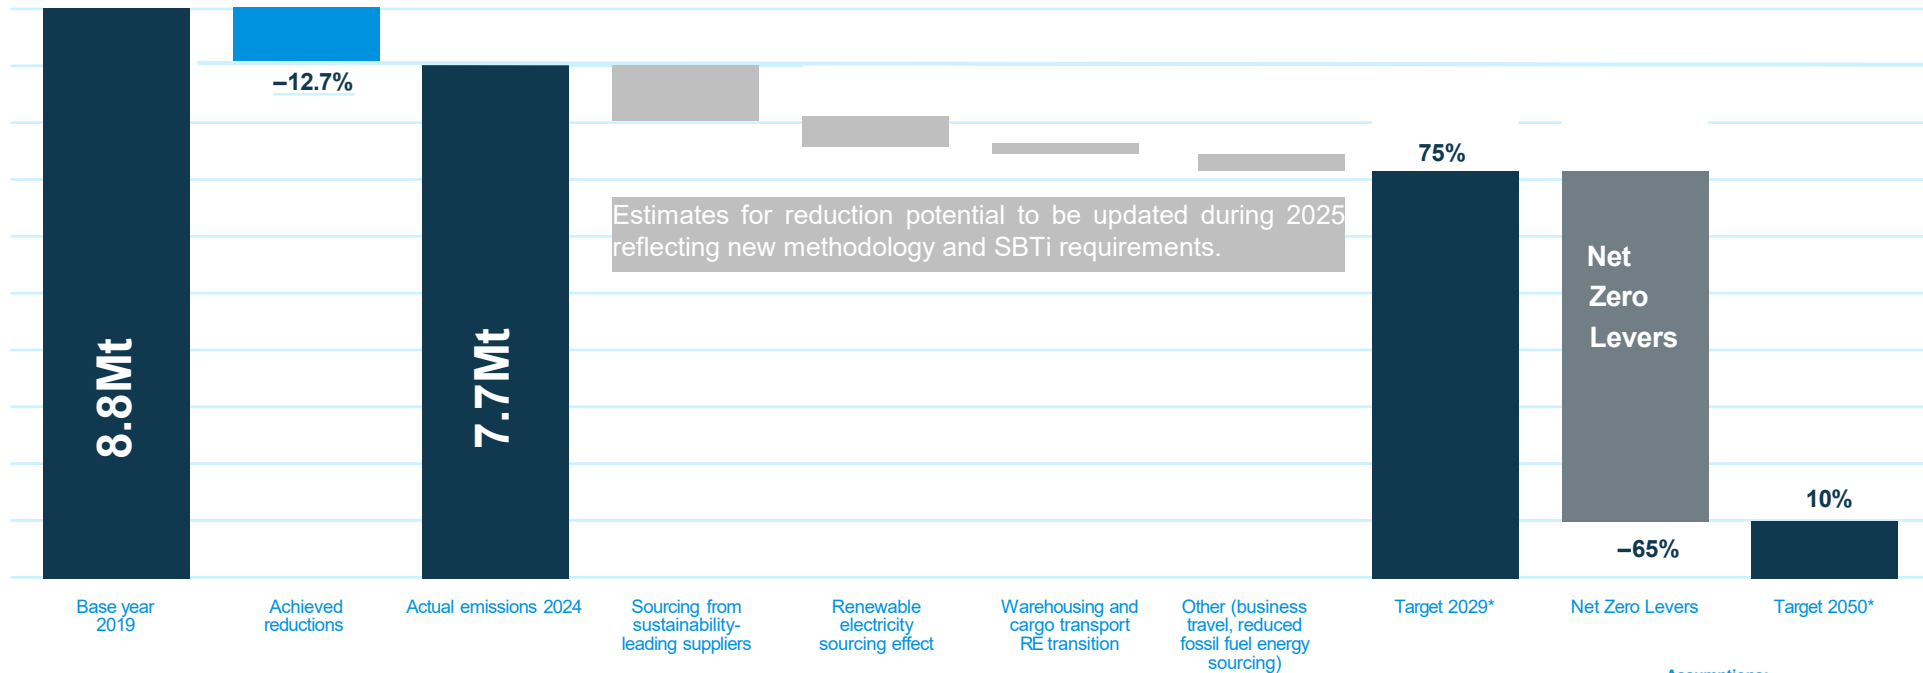 –12.7%
75%
Estimates for reduction potential to be updated during 2025
reflecting new methodology and SBTi requirements.
Net
Zero
Levers
8.8Mt
7.7Mt
10%
–65%
Base year
2019
Achieved
reductions
Actual emissions 2024
Sourcing from
sustainability-
leading suppliers
Renewable
electricity
sourcing effect
Warehousing and
cargo transport
RE transition
Other (business
travel, reduced
fossil fuel energy
sourcing)
Target 2029*
Net Zero Levers
Target 2050*